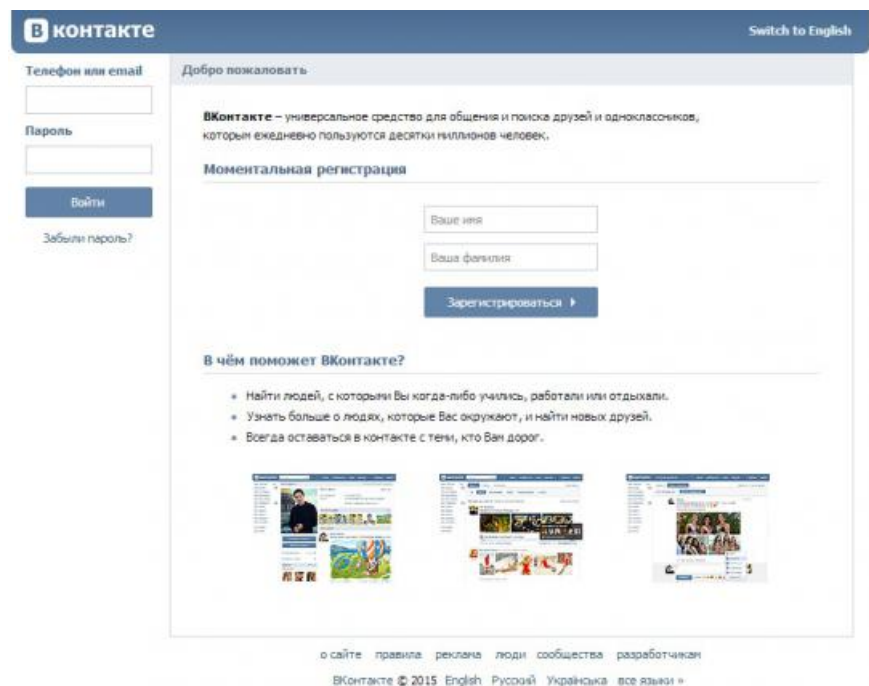 В контакте
Switch to English
Телефон или email
Пароль
Войти
Забыли пароль?
Добро пожаловать
ВКонтакте – универсальное средство для общения и поиска друзей и одноклассников,
которым ежедневно пользуются десятки миллионов человек.
Моментальная регистрация
Ваше имя
Ваша фамилия
Зарегистрироваться
В чём поможет ВКонтакте?
• Найти людей, с которыми Вы когда-либо учились, работали или отдыхали.
• Узнать больше о людях, которые Вас окружают, и найти новых друзей.
• Всегда оставаться в контакте с теми, кто Вам дорог.
о сайте правила реклама люди сообщества разработчикам
ВКонтакте © 2015 English Русский Українська все языки »